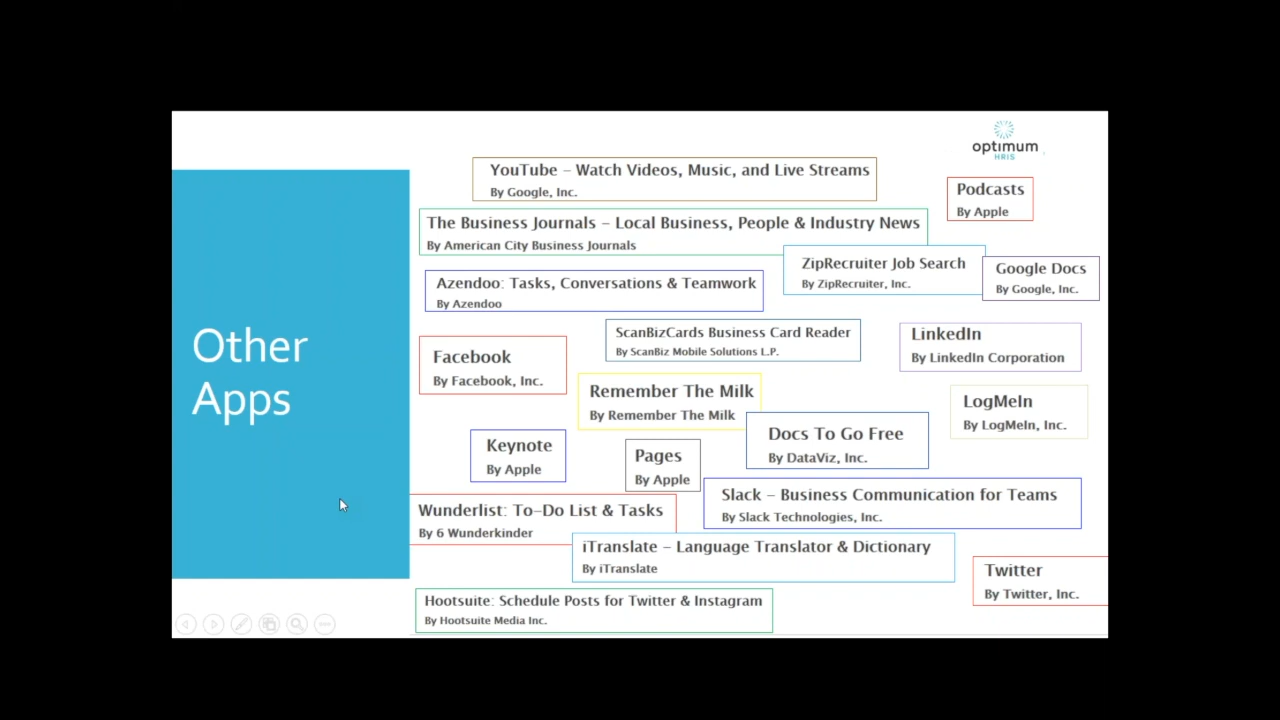 optimum
HRIS
YouTube – Watch Videos, Music, and Live Streams
By Google, Inc.
Podcasts
By Apple
The Business Journals – Local Business, People & Industry News
By American City Business Journals
ZipRecruiter Job Search
By ZipRecruiter, Inc.
Google Docs
By Google, Inc.
Azendoo: Tasks, Conversations & Teamwork
By Azendoo
ScanBizCards Business Card Reader
By ScanBiz Mobile Solutions L.P.
LinkedIn
By LinkedIn Corporation
Other
Apps
Facebook
By Facebook, Inc.
Remember The Milk
By Remember The Milk
LogMeIn
By LogMeIn, Inc.
Docs To Go Free
By DataViz, Inc.
Keynote
By Apple
Pages
By Apple
Slack – Business Communication for Teams
By Slack Technologies, Inc.
Wunderlist: To–Do List & Tasks
By 6 Wunderkinder
iTranslate – Language Translator & Dictionary
By iTranslate
Twitter
By Twitter, Inc.
Hootsuite: Schedule Posts for Twitter & Instagram
By Hootsuite Media Inc.